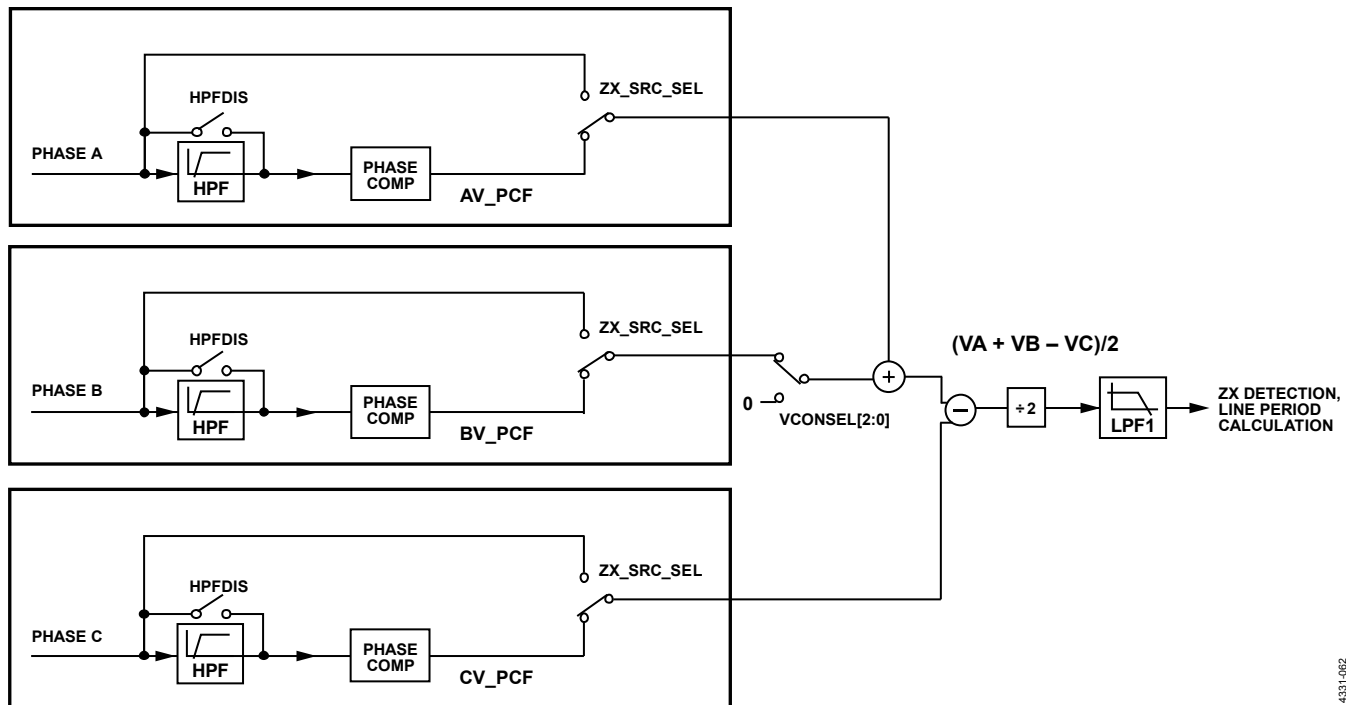 ZX_SRC_SEL
HPFDIS
PHASE A
HPF
PHASE
COMP
AV_PCF
ZX_SRC_SEL
HPFDIS
PHASE B
HPF
PHASE
COMP
BV_PCF
0
VCONSEL[2:0]
+
(VA + VB – VC)/2
–
÷2
LPF1
ZX DETECTION,
LINE PERIOD
CALCULATION
ZX_SRC_SEL
HPFDIS
PHASE C
HPF
PHASE
COMP
CV_PCF
4331-062